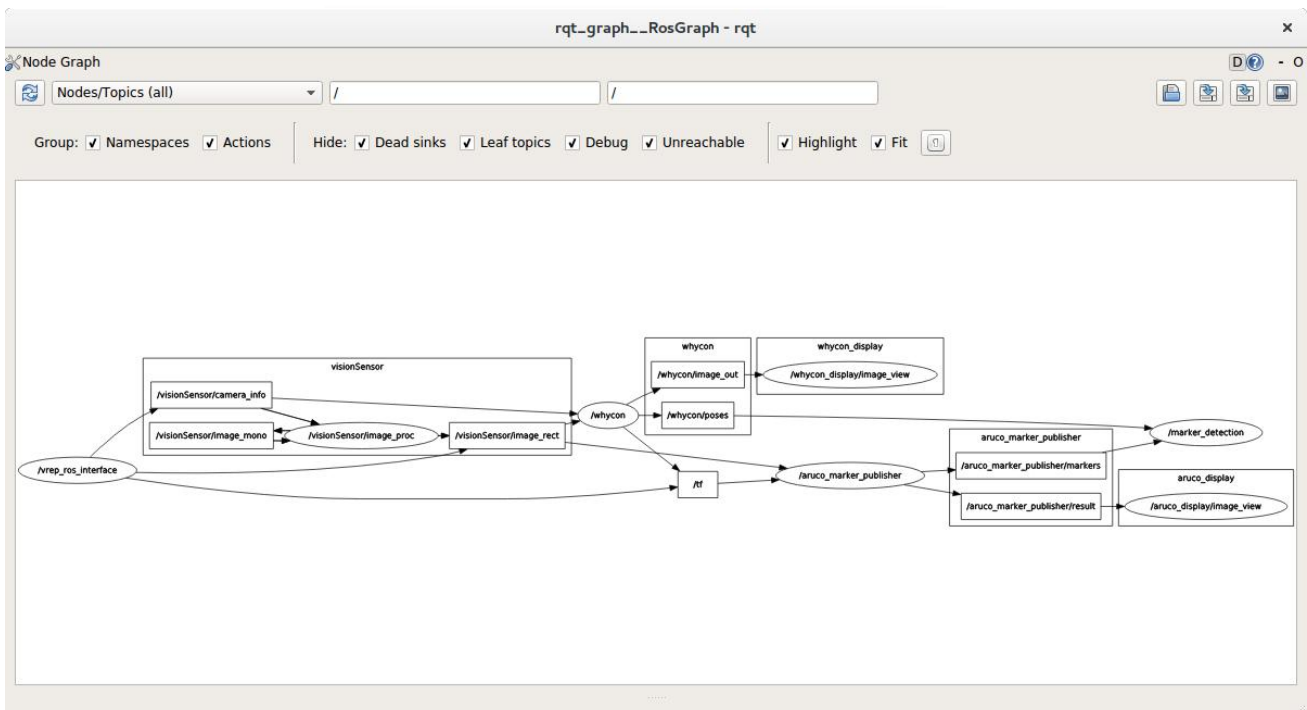 rqt_graph__RosGraph - rqt
Node Graph
D - O
Nodes/Topics (all) / /
Group: Namespaces Actions Hide: Dead sinks Leaf topics Debug Unreachable Highlight Fit
whycon
whycon_display
visionSensor
/whycon/image_out
/whycon_display/image_view
/visionSensor/camera_info
/whycon
/whycon/poses
/visionSensor/image_mono
/visionSensor/image_proc
/visionSensor/image_rect
/marker_detection
aruco_marker_publisher
/vrep_ros_interface
/aruco_marker_publisher/markers
/aruco_marker_publisher
aruco_display
/tf
/aruco_marker_publisher/result
/aruco_display/image_view